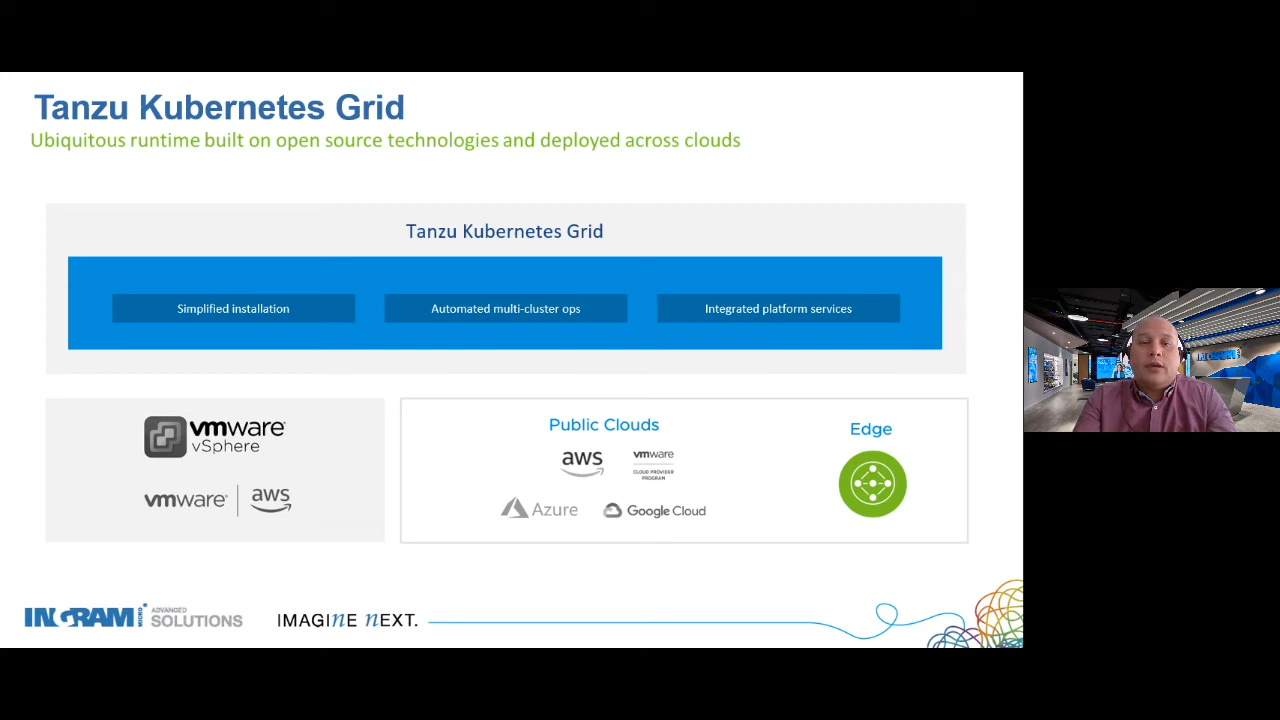 Tanzu Kubernetes Grid
Ubiquitous runtime built on open source technologies and deployed across clouds
Tanzu Kubernetes Grid
Simplified installation
Automated multi-cluster ops
Integrated platform services
vmware
vSphere
vmware® | aws
Public Clouds
aws
vmware
CLOUD PROVIDER
PROGRAM
Azure
Google Cloud
Edge
INGRAM MICRO ADVANCED
SOLUTIONS
IMAGINE NEXT.
INGRAM